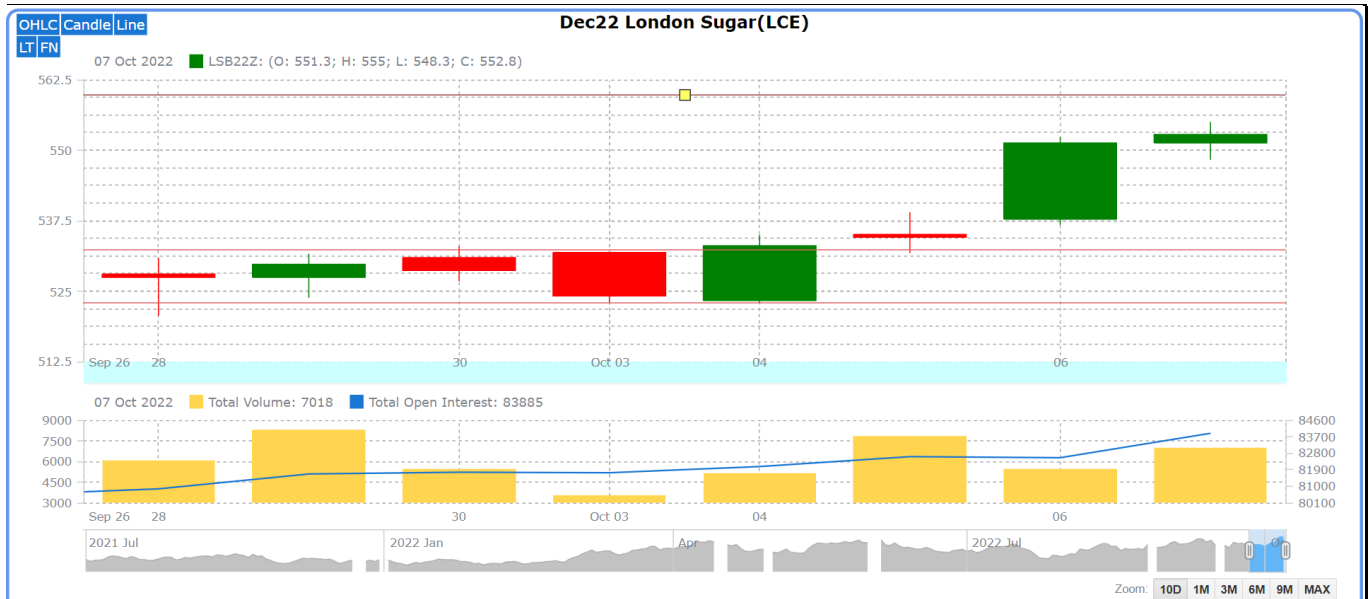 OHLC Candle Line
Dec22 London Sugar(LCE)
LT FN
07 Oct 2022 LSB22Z: (O: 551.3; H: 555; L: 548.3; C: 552.8)
562.5
550
537.5
525
512.5
Sep 26 28 30 Oct 03 04 06
07 Oct 2022 Total Volume: 7018 Total Open Interest: 83885
9000 84600
7500 83700
6000 82800
4500 81900
3000 81000
80100
Sep 26 28 30 Oct 03 04 06
2021 Jul 2022 Jan Apr 2022 Jul
Zoom: 10D 1M 3M 6M 9M MAX